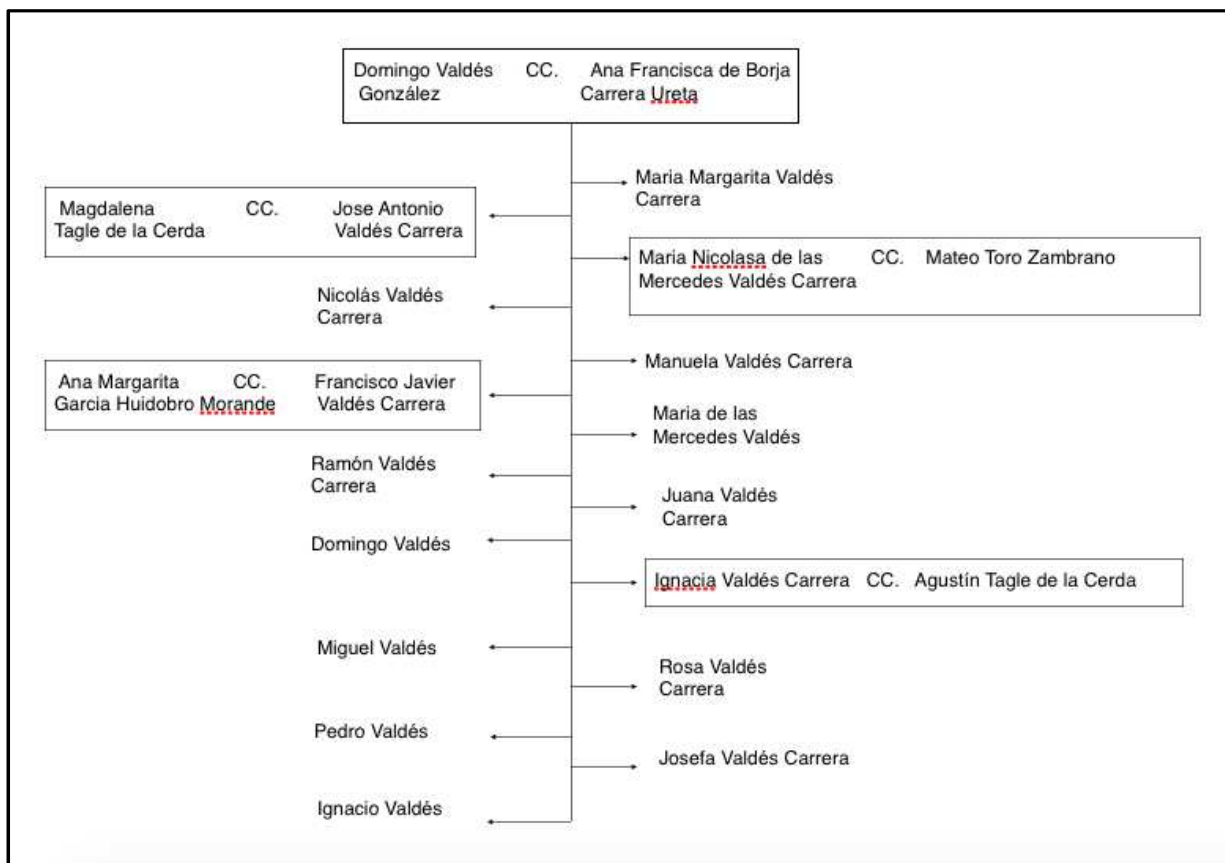 Domingo Valdés CC. Ana Francisca de Borja
González Carrera Ureta
Maria Margarita Valdés
Carrera
Magdalena CC. Jose Antonio
Tagle de la Cerda Valdés Carrera
Maria Nicolasa de las CC. Mateo Toro Zambrano
Mercedes Valdés Carrera
Nicolás Valdés
Carrera
Manuela Valdés Carrera
Ana Margarita CC. Francisco Javier
Garcia Huidobro Morande Valdés Carrera
Maria de las
Mercedes Valdés
Ramón Valdés
Carrera
Juana Valdés
Carrera
Domingo Valdés
Ignacia Valdés Carrera CC. Agustín Tagle de la Cerda
Miguel Valdés
Rosa Valdés
Carrera
Pedro Valdés
Josefa Valdés Carrera
Ignacio Valdés